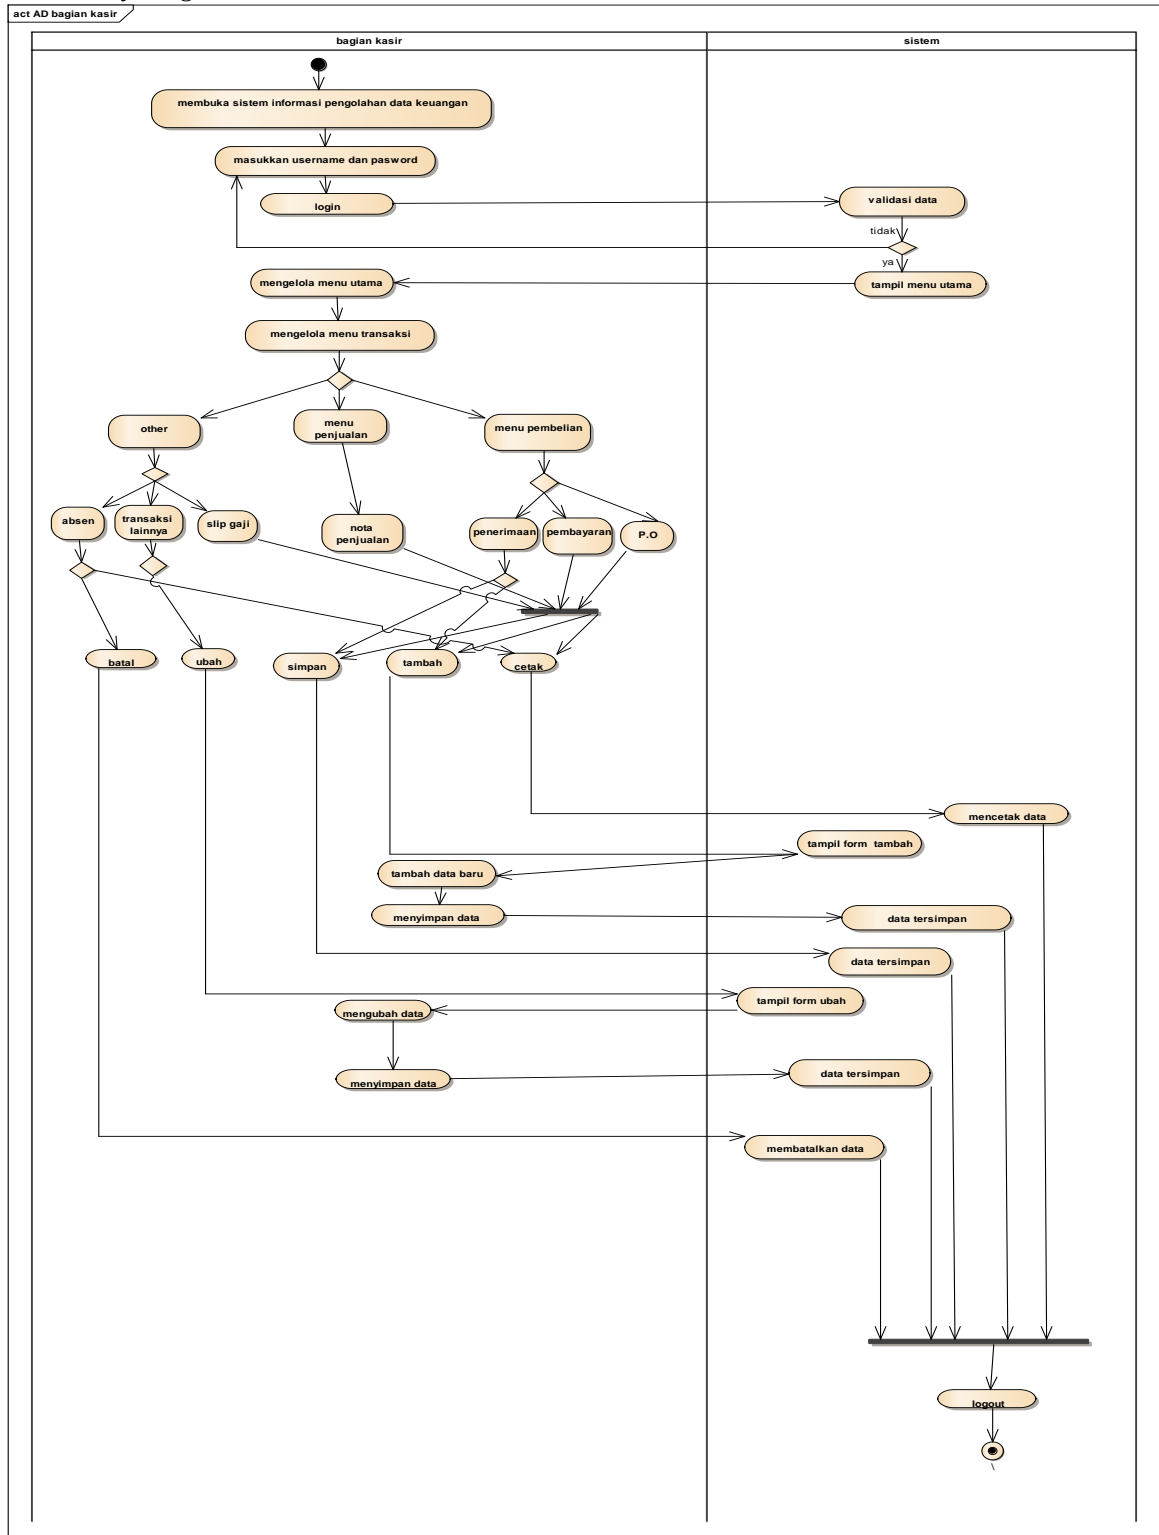 act AD bagian kasir
bagian kasir
sistem
membuka sistem informasi pengolahan data keuangan
masukkan username dan pasword
login
validasi data
tidak
ya
mengelola menu utama
tampil menu utama
mengelola menu transaksi
other
menu
penjualan
menu pembelian
absen
transaksi
lainnya
slip gaji
nota
penjualan
penerimaan
pembayaran
P.O
batal
ubah
simpan
tambah
cetak
mencetak data
tampil form tambah
tambah data baru
menyimpan data
data tersimpan
data tersimpan
tampil form ubah
mengubah data
menyimpan data
data tersimpan
membatalkan data
logout
\